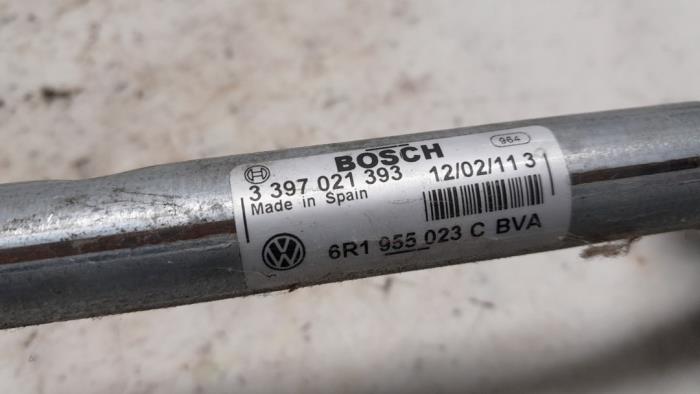 964
BOSCH
3 397 021 393 12/02/11 3
Made in Spain
6R1 955 023 C BVA